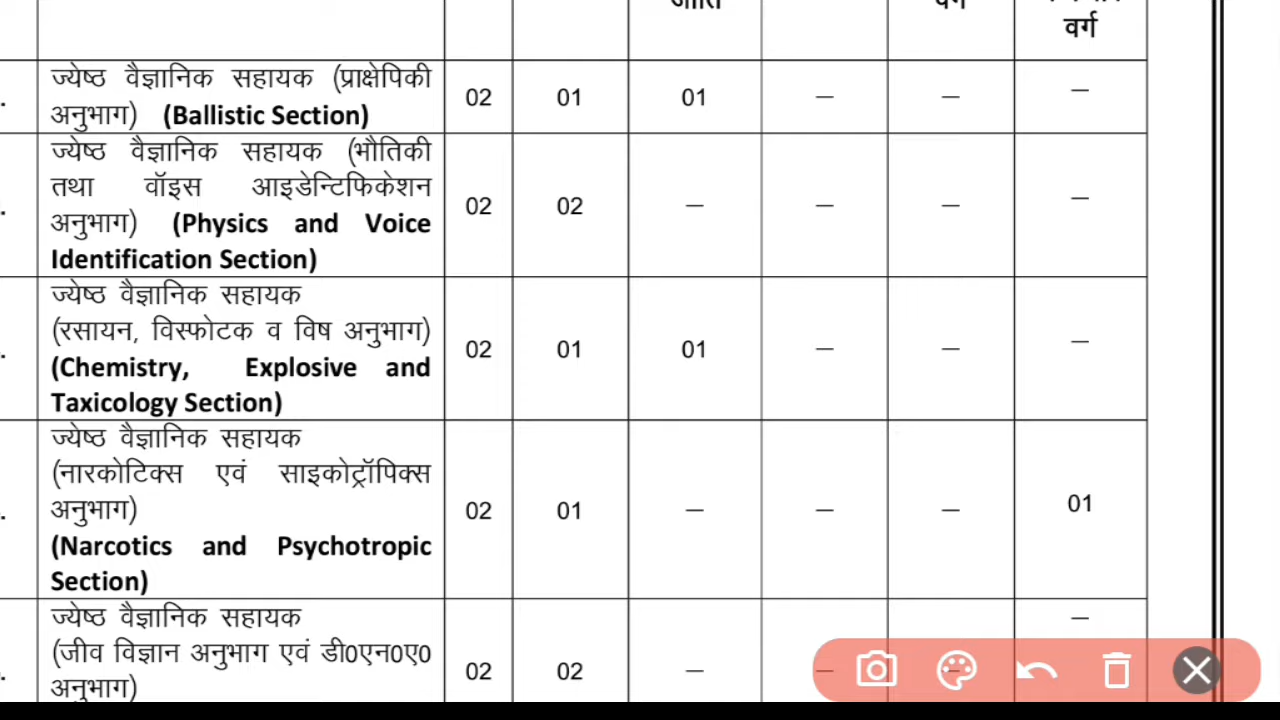 वर्ग
ज्येष्ठ वैज्ञानिक सहायक (प्राक्षेपिकी
अनुभाग) (Ballistic Section)
02 01 01 — — —
ज्येष्ठ वैज्ञानिक सहायक (भौतिकी
तथा वॉइस आइडेन्टिफिकेशन
अनुभाग) (Physics and Voice
Identification Section)
02 02 — — — —
ज्येष्ठ वैज्ञानिक सहायक
(रसायन, विस्फोटक व विष अनुभाग)
(Chemistry, Explosive and
Taxicology Section)
02 01 01 — — —
ज्येष्ठ वैज्ञानिक सहायक
(नारकोटिक्स एवं साइकोट्रॉपिक्स
अनुभाग)
(Narcotics and Psychotropic
Section)
02 01 — — — 01
ज्येष्ठ वैज्ञानिक सहायक
(जीव विज्ञान अनुभाग एवं डी0एन0ए0
अनुभाग)
02 02 — — — —